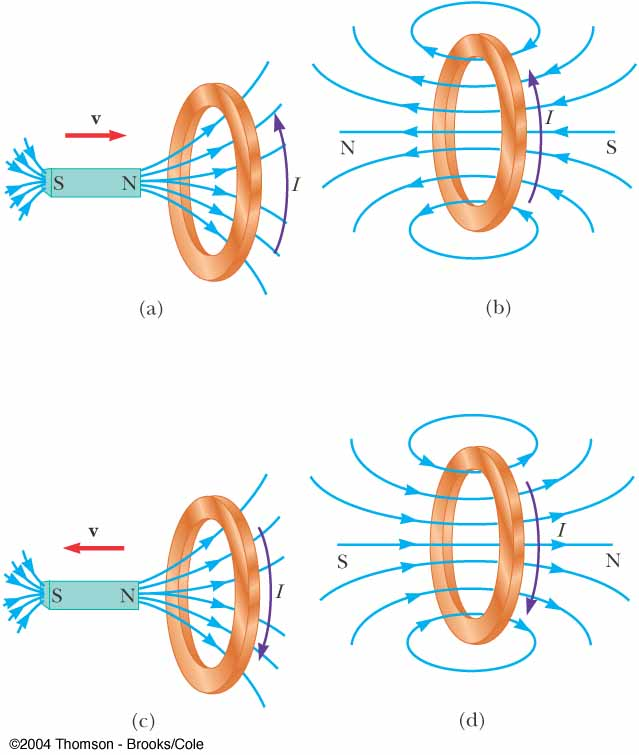 v
S N
I
(a)
I
N S
(b)
v
S N
I
(c)
I
S N
(d)
©2004 Thomson - Brooks/Cole